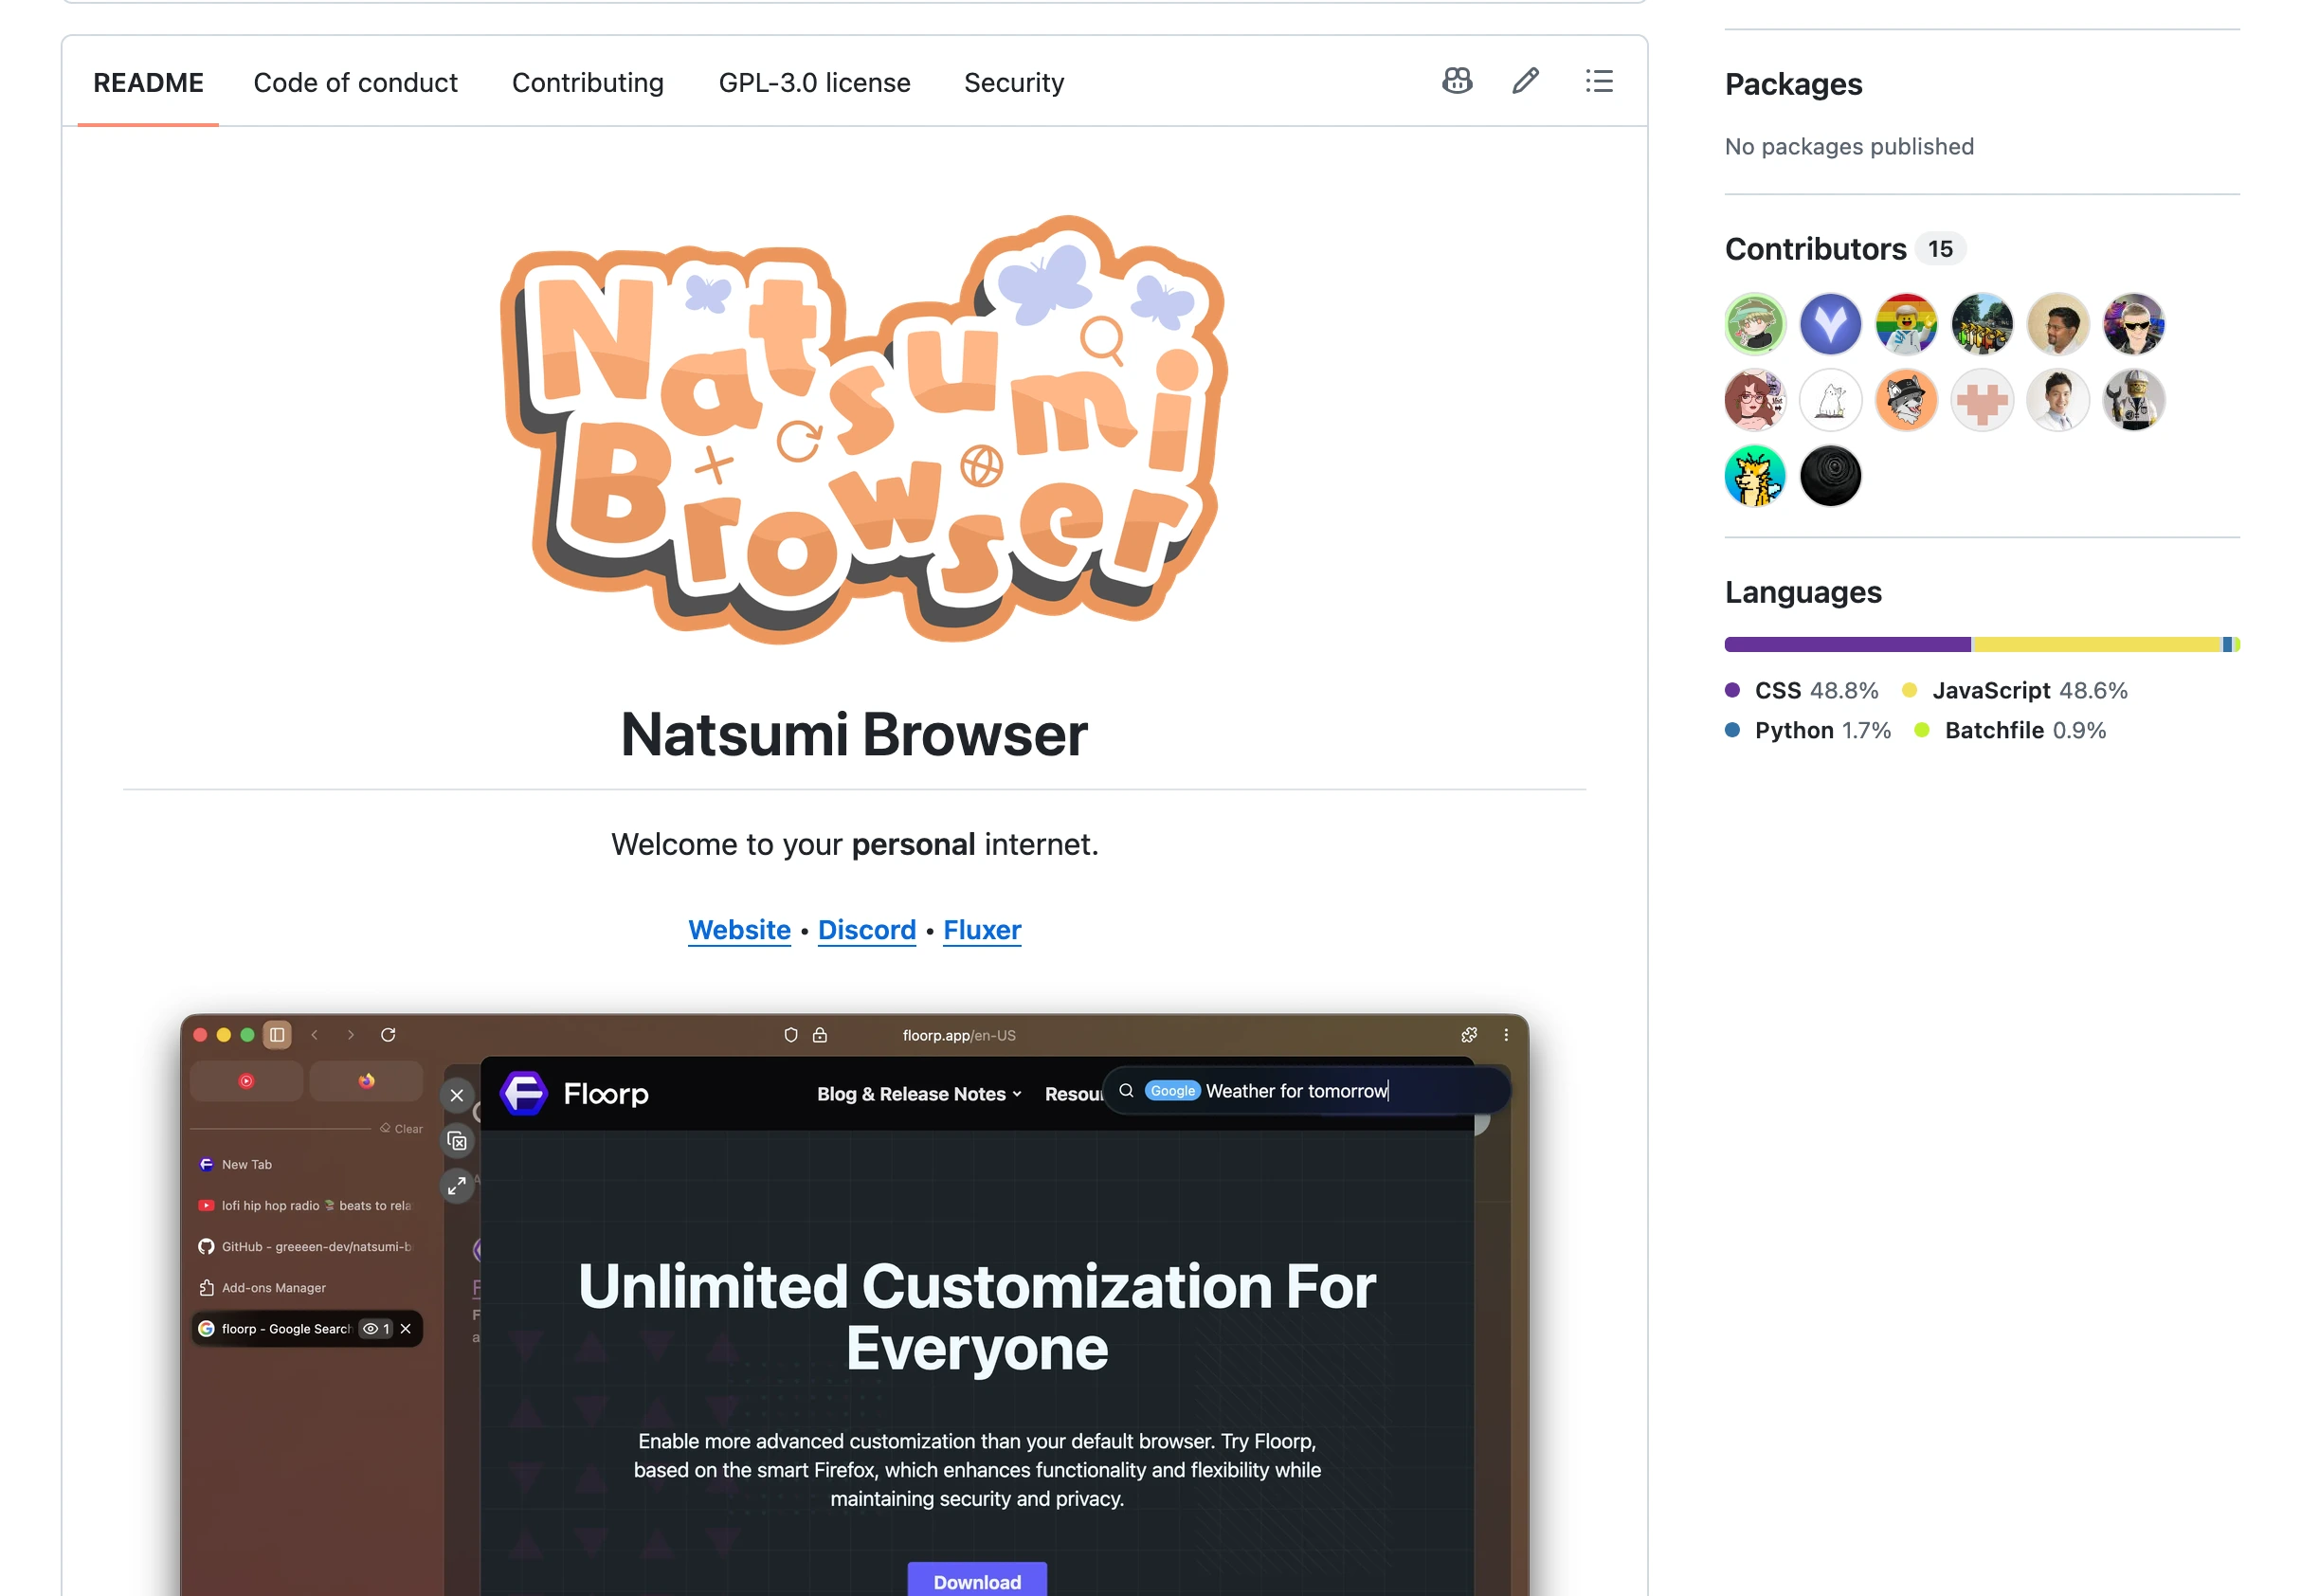 README Code of conduct Contributing GPL-3.0 license Security
Natsumi
Browser
Natsumi Browser
Welcome to your personal internet.
Website • Discord • Fluxer
floorp.app/en-US
Clear
New Tab
lofi hip hop radio beats to rela
GitHub - greeeen-dev/natsumi-b
Add-ons Manager
floorp - Google Search 1
Floorp
Blog & Release Notes
Resour
Google Weather for tomorrow
Unlimited Customization For
Everyone
Enable more advanced customization than your default browser. Try Floorp,
based on the smart Firefox, which enhances functionality and flexibility while
maintaining security and privacy.
Download
Packages
No packages published
Contributors 15
Languages
CSS 48.8% JavaScript 48.6%
Python 1.7% Batchfile 0.9%